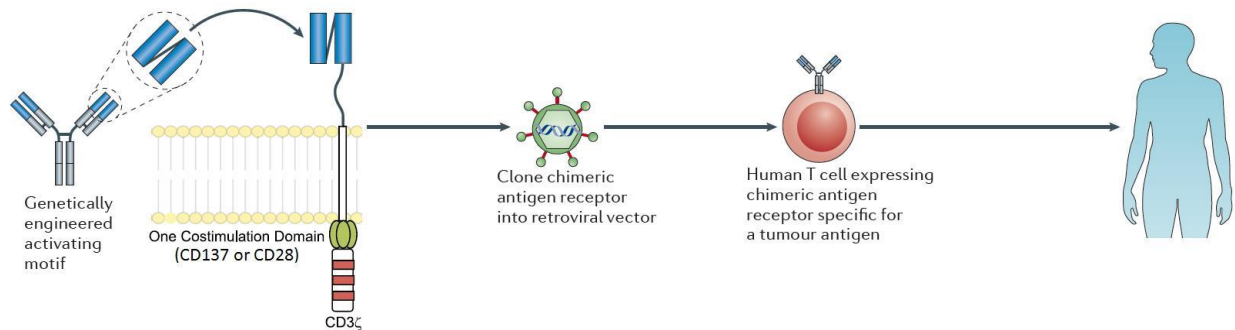 Genetically
engineered
activating
motif
One Costimulation Domain
(CD137 or CD28)
CD3ζ
Clone chimeric
antigen receptor
into retroviral vector
Human T cell expressing
chimeric antigen
receptor specific for
a tumour antigen